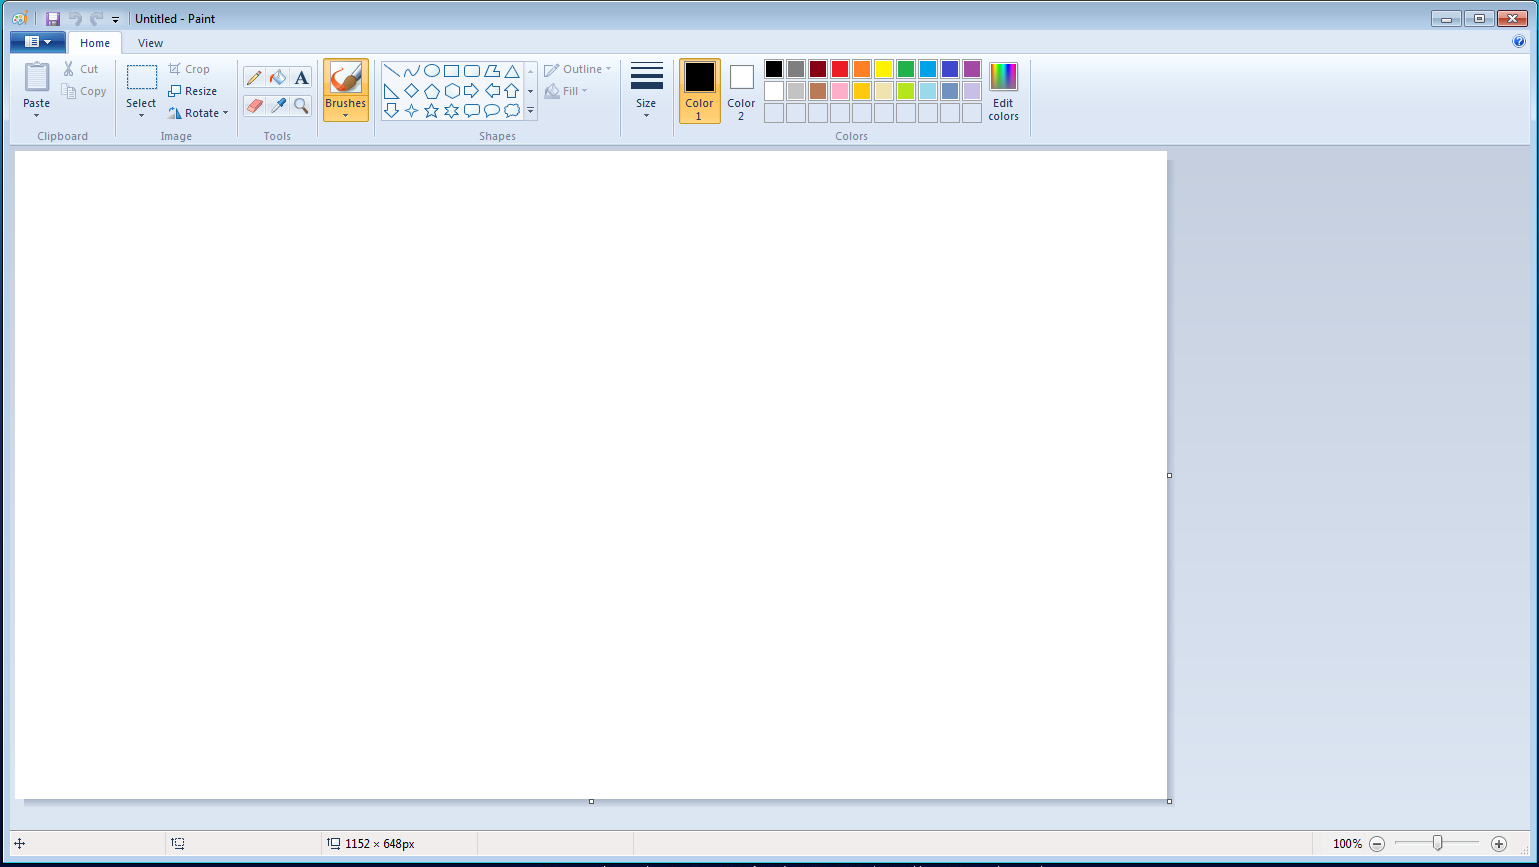 Untitled - Paint
Home View
Paste Cut Copy
Clipboard
Select Crop Resize Rotate
Image
A
Tools
Brushes
Shapes
Outline Fill
Size
Color 1
Color 2
Edit colors
Colors
1152 × 648px
100%